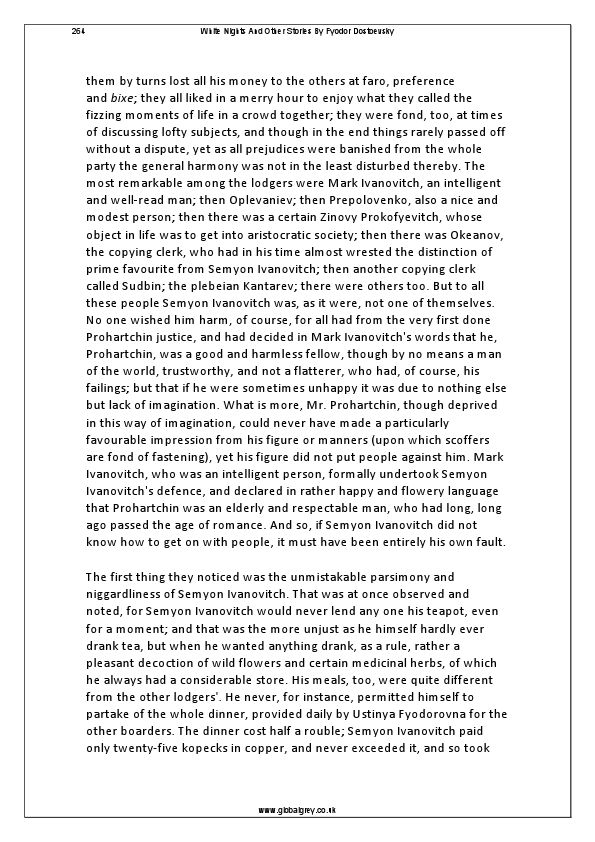 264 White Nights And Other Stories By Fyodor Dostoevsky
them by turns lost all his money to the others at faro, preference
and bixe; they all liked in a merry hour to enjoy what they called the
fizzing moments of life in a crowd together; they were fond, too, at times
of discussing lofty subjects, and though in the end things rarely passed off
without a dispute, yet as all prejudices were banished from the whole
party the general harmony was not in the least disturbed thereby. The
most remarkable among the lodgers were Mark Ivanovitch, an intelligent
and well-read man; then Oplevaniev; then Prepolovenko, also a nice and
modest person; then there was a certain Zinovy Prokofyevitch, whose
object in life was to get into aristocratic society; then there was Okeanov,
the copying clerk, who had in his time almost wrested the distinction of
prime favourite from Semyon Ivanovitch; then another copying clerk
called Sudbin; the plebeian Kantarev; there were others too. But to all
these people Semyon Ivanovitch was, as it were, not one of themselves.
No one wished him harm, of course, for all had from the very first done
Prohartchin justice, and had decided in Mark Ivanovitch's words that he,
Prohartchin, was a good and harmless fellow, though by no means a man
of the world, trustworthy, and not a flatterer, who had, of course, his
failings; but that if he were sometimes unhappy it was due to nothing else
but lack of imagination. What is more, Mr. Prohartchin, though deprived
in this way of imagination, could never have made a particularly
favourable impression from his figure or manners (upon which scoffers
are fond of fastening), yet his figure did not put people against him. Mark
Ivanovitch, who was an intelligent person, formally undertook Semyon
Ivanovitch's defence, and declared in rather happy and flowery language
that Prohartchin was an elderly and respectable man, who had long, long
ago passed the age of romance. And so, if Semyon Ivanovitch did not
know how to get on with people, it must have been entirely his own fault.
The first thing they noticed was the unmistakable parsimony and
niggardliness of Semyon Ivanovitch. That was at once observed and
noted, for Semyon Ivanovitch would never lend any one his teapot, even
for a moment; and that was the more unjust as he himself hardly ever
drank tea, but when he wanted anything drank, as a rule, rather a
pleasant decoction of wild flowers and certain medicinal herbs, of which
he always had a considerable store. His meals, too, were quite different
from the other lodgers'. He never, for instance, permitted himself to
partake of the whole dinner, provided daily by Ustinya Fyodorovna for the
other boarders. The dinner cost half a rouble; Semyon Ivanovitch paid
only twenty-five kopecks in copper, and never exceeded it, and so took
www.globalgrey.co.uk